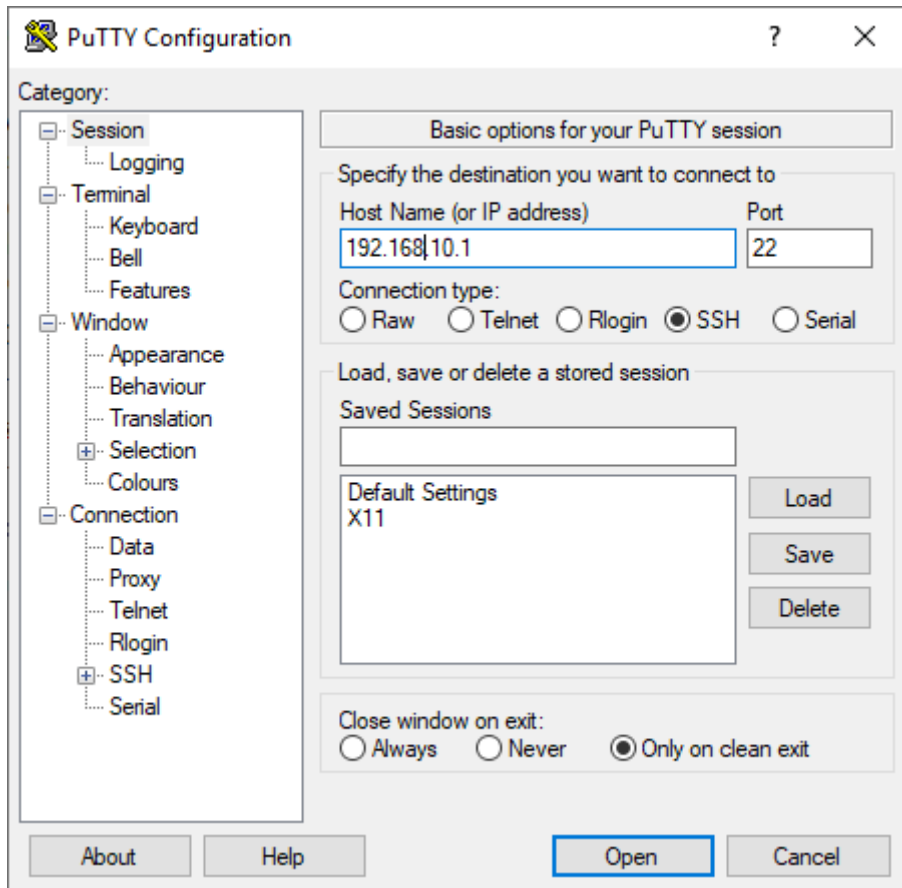 PuTTY Configuration
?
Category:
Session
Logging
Terminal
Keyboard
Bell
Features
Window
Appearance
Behaviour
Translation
Selection
Colours
Connection
Data
Proxy
Telnet
Rlogin
SSH
Serial
Basic options for your PuTTY session
Specify the destination you want to connect to
Host Name (or IP address) Port
192.168.10.1 22
Connection type:
Raw Telnet Rlogin SSH Serial
Load, save or delete a stored session
Saved Sessions
Default Settings
X11
Load
Save
Delete
Close window on exit:
Always Never Only on clean exit
About Help Open Cancel